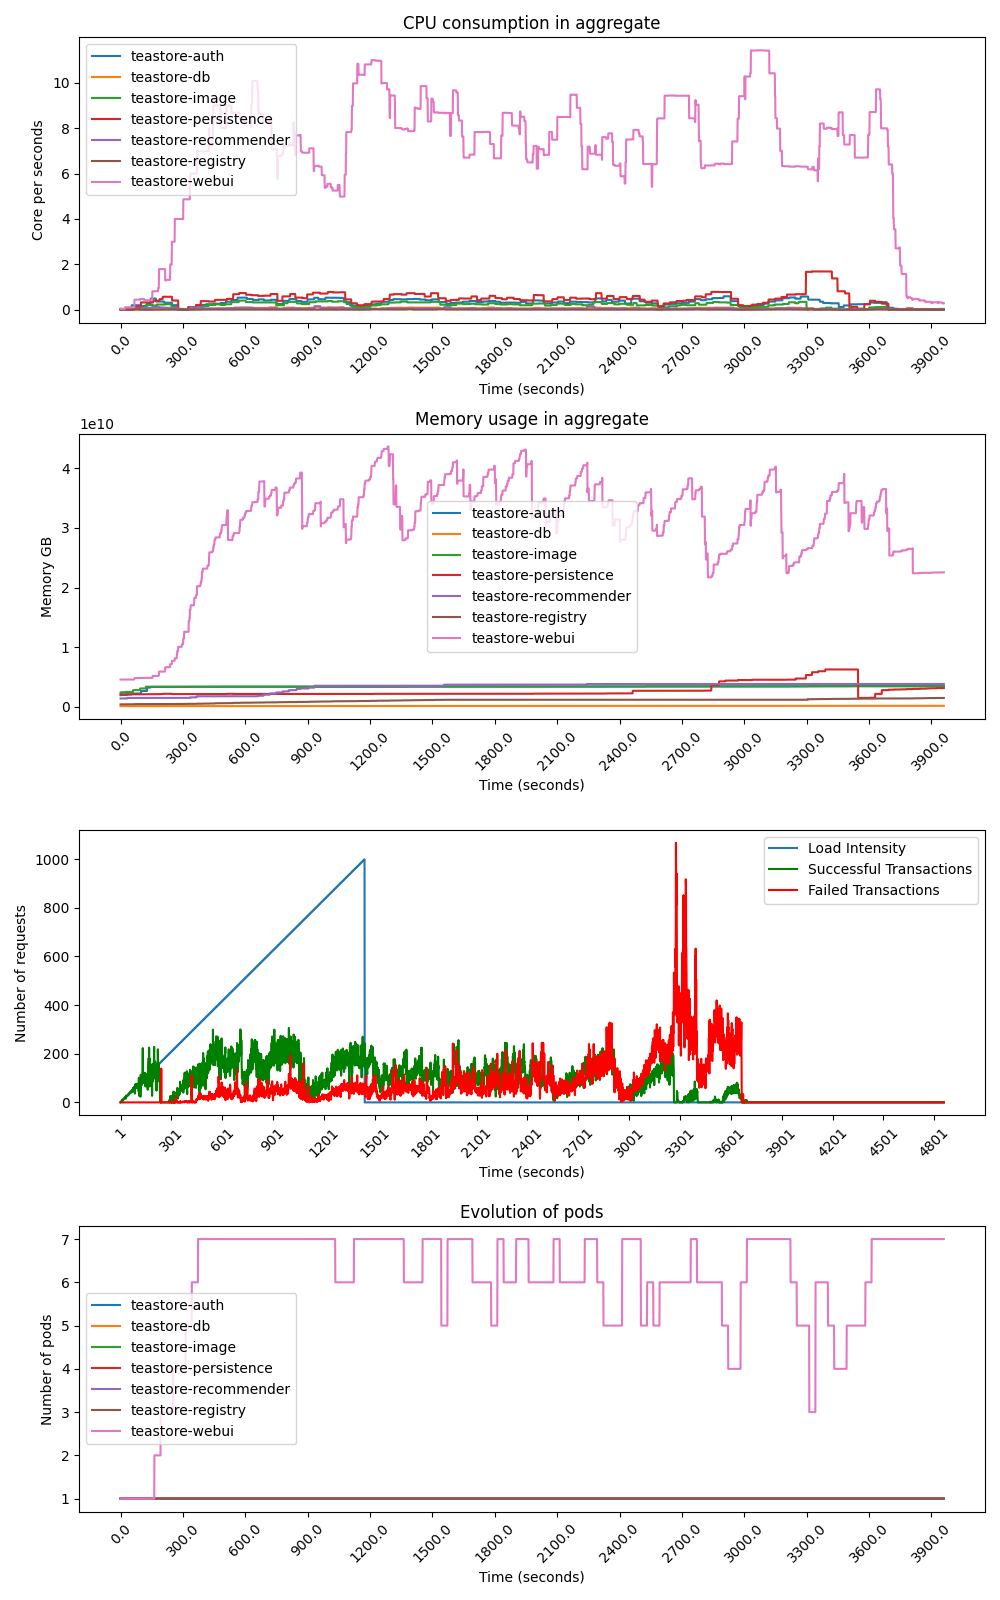 CPU consumption in aggregate
Core per seconds
10
8
6
4
2
0
teastore-auth
teastore-db
teastore-image
teastore-persistence
teastore-recommender
teastore-registry
teastore-webui
0.0 300.0 600.0 900.0 1200.0 1500.0 1800.0 2100.0 2400.0 2700.0 3000.0 3300.0 3600.0 3900.0
Time (seconds)
Memory usage in aggregate
1e10
Memory GB
4
3
2
1
0
teastore-auth
teastore-db
teastore-image
teastore-persistence
teastore-recommender
teastore-registry
teastore-webui
0.0 300.0 600.0 900.0 1200.0 1500.0 1800.0 2100.0 2400.0 2700.0 3000.0 3300.0 3600.0 3900.0
Time (seconds)
Number of requests
1000
800
600
400
200
0
Load Intensity
Successful Transactions
Failed Transactions
1 301 601 901 1201 1501 1801 2101 2401 2701 3001 3301 3601 3901 4201 4501 4801
Time (seconds)
Evolution of pods
Number of pods
7
6
5
4
3
2
1
teastore-auth
teastore-db
teastore-image
teastore-persistence
teastore-recommender
teastore-registry
teastore-webui
0.0 300.0 600.0 900.0 1200.0 1500.0 1800.0 2100.0 2400.0 2700.0 3000.0 3300.0 3600.0 3900.0
Time (seconds)